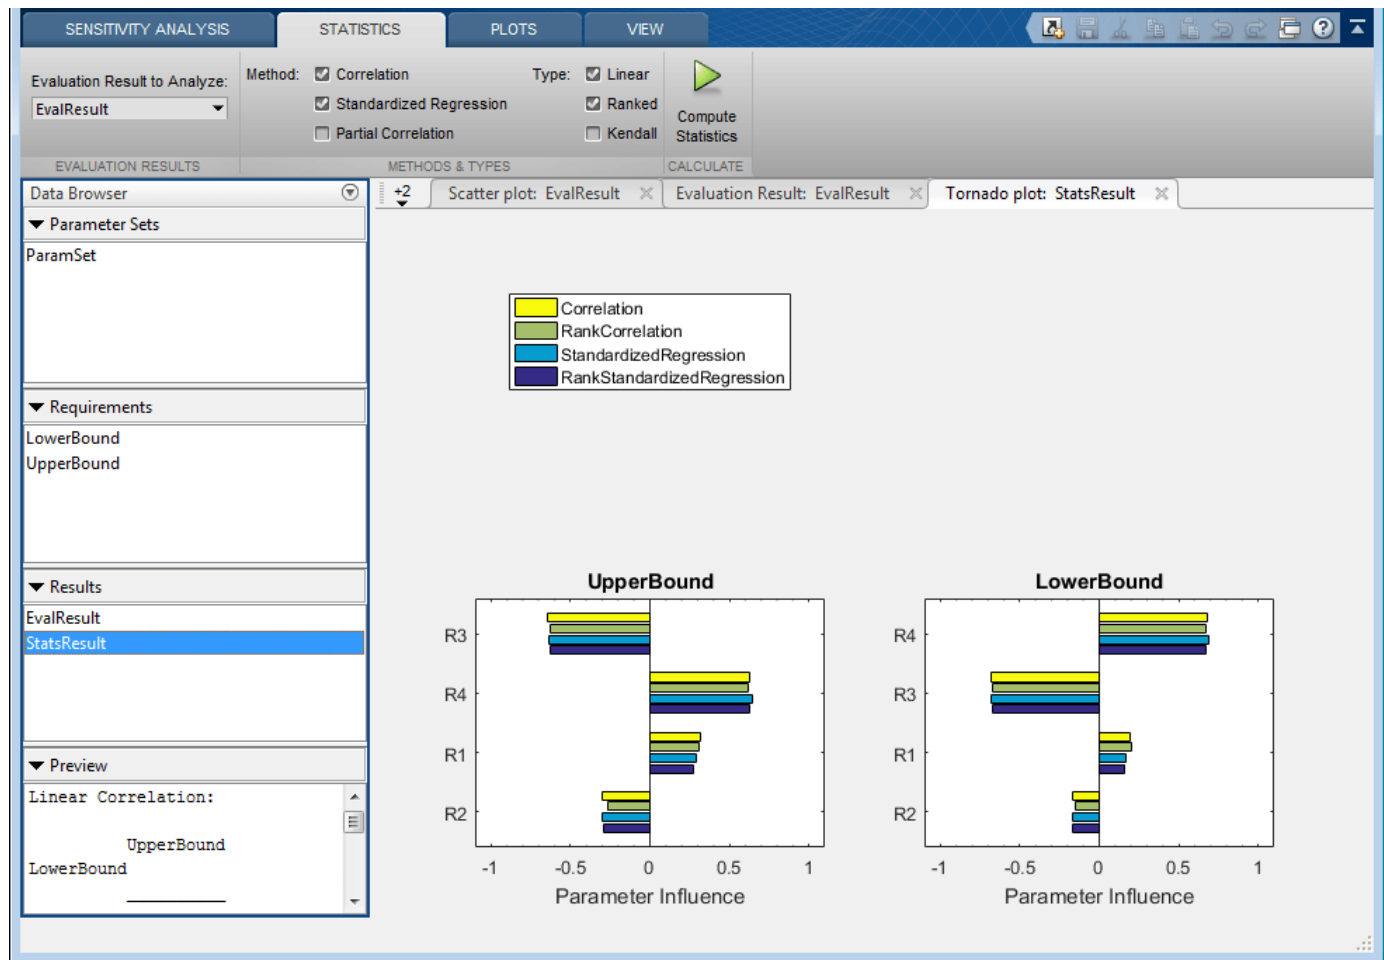 SENSITIVITY ANALYSIS STATISTICS PLOTS VIEW
Evaluation Result to Analyze:
EvalResult
EVALUATION RESULTS
Method: Correlation Type: Linear
Standardized Regression Ranked
Partial Correlation Kendall
METHODS & TYPES
Compute
Statistics
CALCULATE
Data Browser
Parameter Sets
ParamSet
Requirements
LowerBound
UpperBound
Results
EvalResult
StatsResult
Preview
Linear Correlation:
UpperBound
LowerBound
+2 Scatter plot: EvalResult Evaluation Result: EvalResult Tornado plot: StatsResult
Correlation
RankCorrelation
StandardizedRegression
RankStandardizedRegression
UpperBound
R3
R4
R1
R2
-1 -0.5 0 0.5 1
Parameter Influence
LowerBound
R4
R3
R1
R2
-1 -0.5 0 0.5 1
Parameter Influence